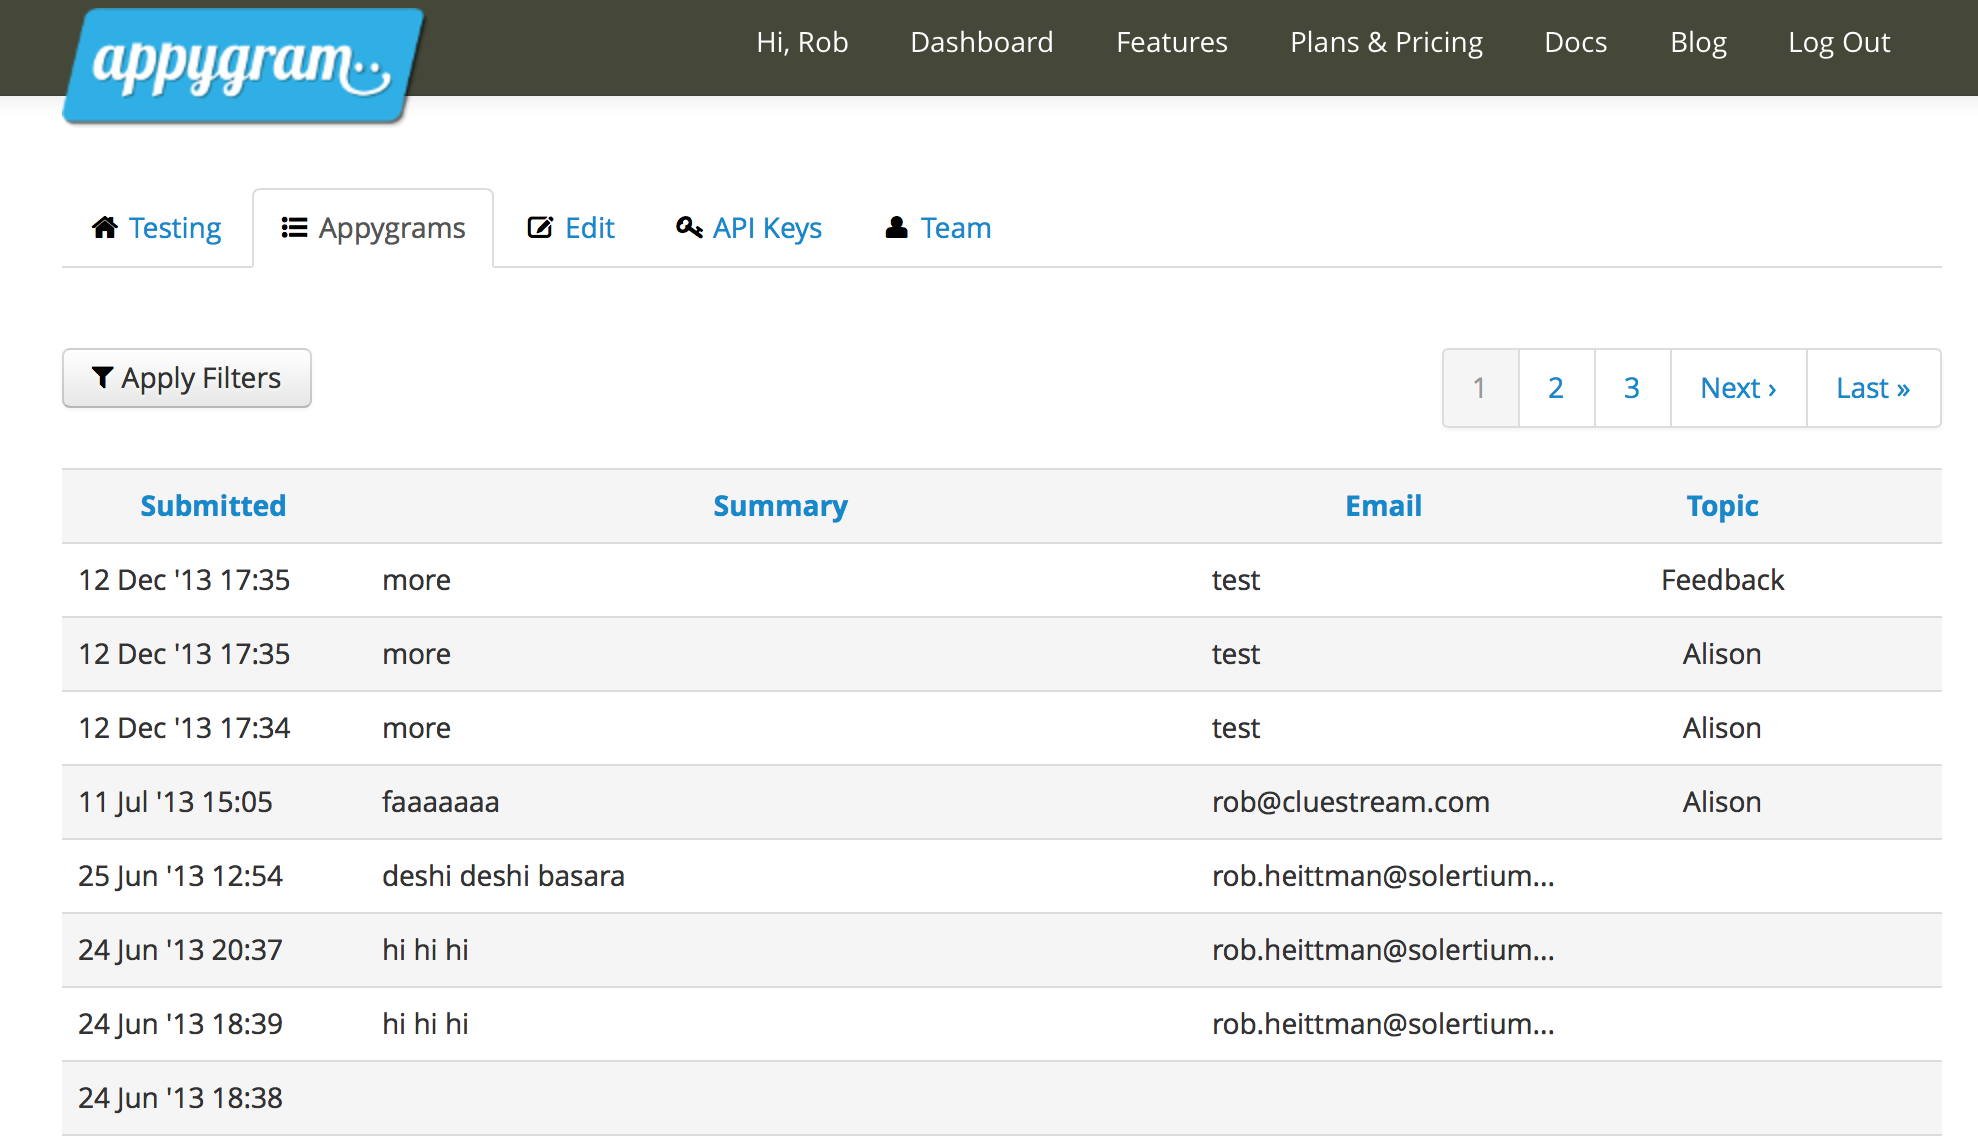 appygram
Hi, Rob Dashboard Features Plans & Pricing Docs Blog Log Out
Testing Appygrams Edit API Keys Team
Apply Filters 1 2 3 Next › Last »
Submitted Summary Email Topic
12 Dec '13 17:35 more test Feedback
12 Dec '13 17:35 more test Alison
12 Dec '13 17:34 more test Alison
11 Jul '13 15:05 faaaaaaa rob@cluestream.com Alison
25 Jun '13 12:54 deshi deshi basara rob.heittman@solertium...
24 Jun '13 20:37 hi hi hi rob.heittman@solertium...
24 Jun '13 18:39 hi hi hi rob.heittman@solertium...
24 Jun '13 18:38